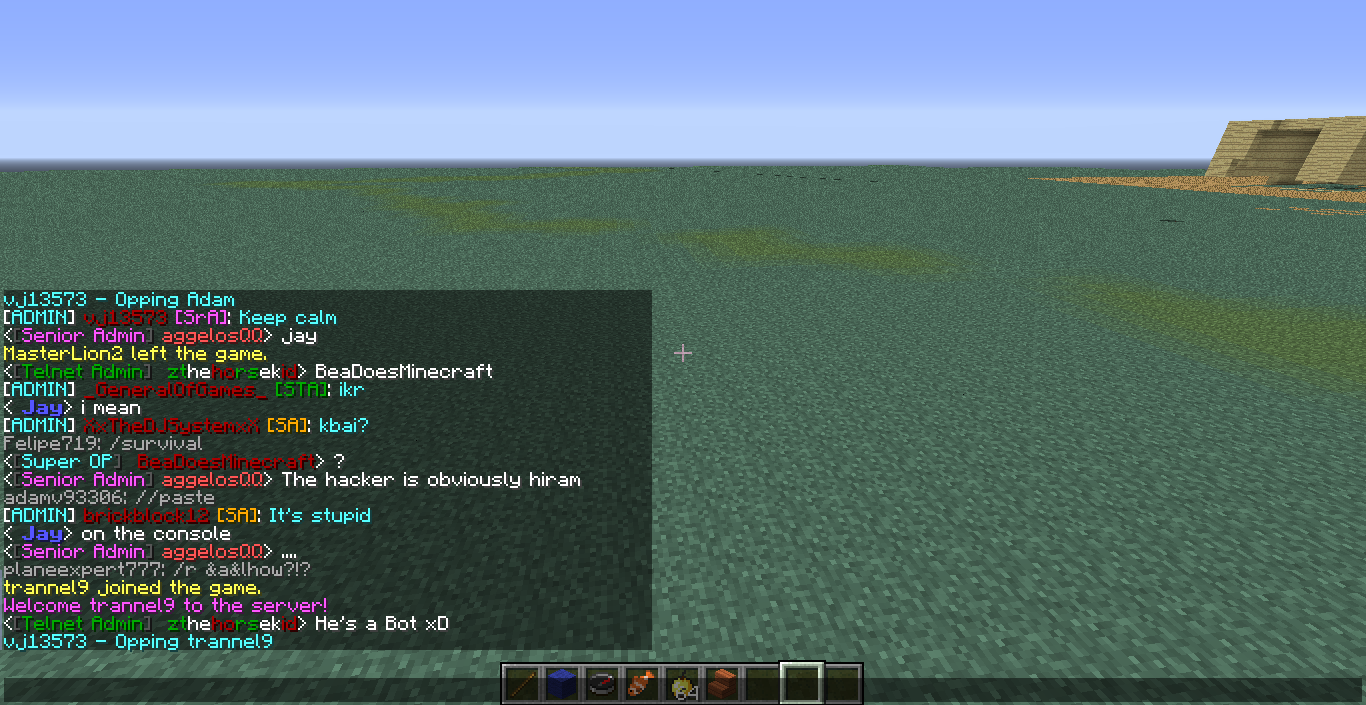 vj13573 - Opping Adam
[ADMIN] vj13573 [SrA]: Keep calm
<[Senior Admin] aggelosQQ> jay
MasterLion2 left the game.
<[Telnet Admin] zthehorsekid> BeaDoesMinecraft
[ADMIN] _GeneralOfGames_ [STA]: ikr
< Jay> i mean
[ADMIN] XxTheDJSystemxX [SA]: kbai?
Felipe719: /survival
<[Super OP] BeaDoesMinecraft> ?
<[Senior Admin] aggelosQQ> The hacker is obviously hiram
adamv93306: //paste
[ADMIN] brickblock12 [SA]: It's stupid
< Jay> on the console
<[Senior Admin] aggelosQQ> ....
planeexpert777: /r &a&lhow?!?
trannel9 joined the game.
Welcome trannel9 to the server!
<[Telnet Admin] zthehorsekid> He's a Bot xD
vj13573 - Opping trannel9
64